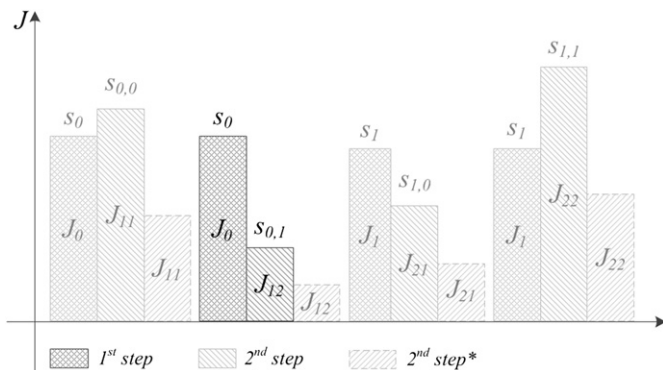 J
s0 s0,0 s0 s0,1 s1 s1,0 s1 s1,1
J0 J11 J11 J0 J12 J12 J1 J21 J21 J1 J22 J22
1st step 2nd step 2nd step*